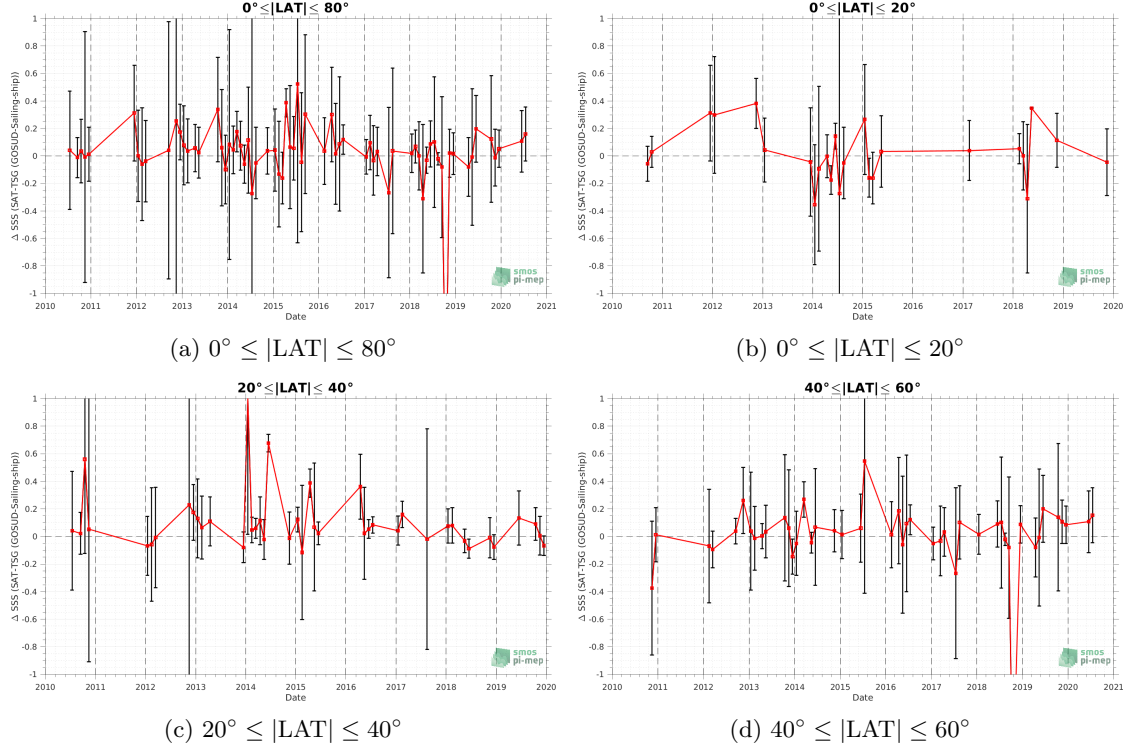 0°≤|LAT|≤ 80°
Δ SSS (SAT-TSG (GOSUD-Sailing-ship))
1
0.8
0.6
0.4
0.2
0
-0.2
-0.4
-0.6
-0.8
-1
2010 2011 2012 2013 2014 2015 2016 2017 2018 2019 2020 2021
Date
smos
pi-mep
(a) 0° ≤ |LAT| ≤ 80°
0°≤|LAT|≤ 20°
Δ SSS (SAT-TSG (GOSUD-Sailing-ship))
1
0.8
0.6
0.4
0.2
0
-0.2
-0.4
-0.6
-0.8
-1
2010 2011 2012 2013 2014 2015 2016 2017 2018 2019 2020
Date
smos
pi-mep
(b) 0° ≤ |LAT| ≤ 20°
20°≤|LAT|≤ 40°
Δ SSS (SAT-TSG (GOSUD-Sailing-ship))
1
0.8
0.6
0.4
0.2
0
-0.2
-0.4
-0.6
-0.8
-1
2010 2011 2012 2013 2014 2015 2016 2017 2018 2019 2020
Date
smos
pi-mep
(c) 20° ≤ |LAT| ≤ 40°
40°≤|LAT|≤ 60°
Δ SSS (SAT-TSG (GOSUD-Sailing-ship))
1
0.8
0.6
0.4
0.2
0
-0.2
-0.4
-0.6
-0.8
-1
2010 2011 2012 2013 2014 2015 2016 2017 2018 2019 2020 2021
Date
smos
pi-mep
(d) 40° ≤ |LAT| ≤ 60°